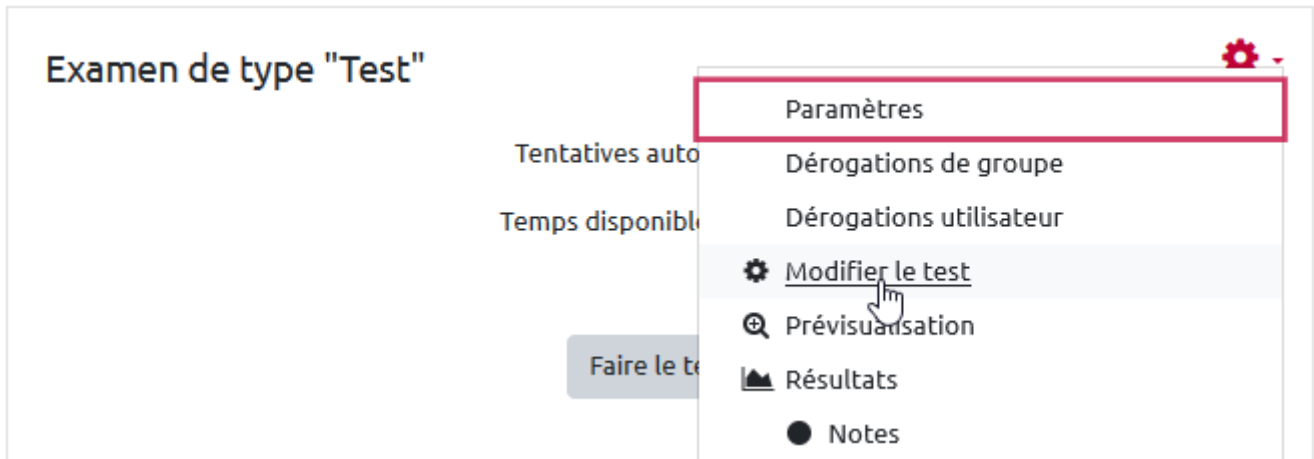 Examen de type "Test"
Paramètres
Tentatives auto
Dérogations de groupe
Temps disponibl
Dérogations utilisateur
Modifier le test
Prévisualisation
Faire le te
Résultats
Notes